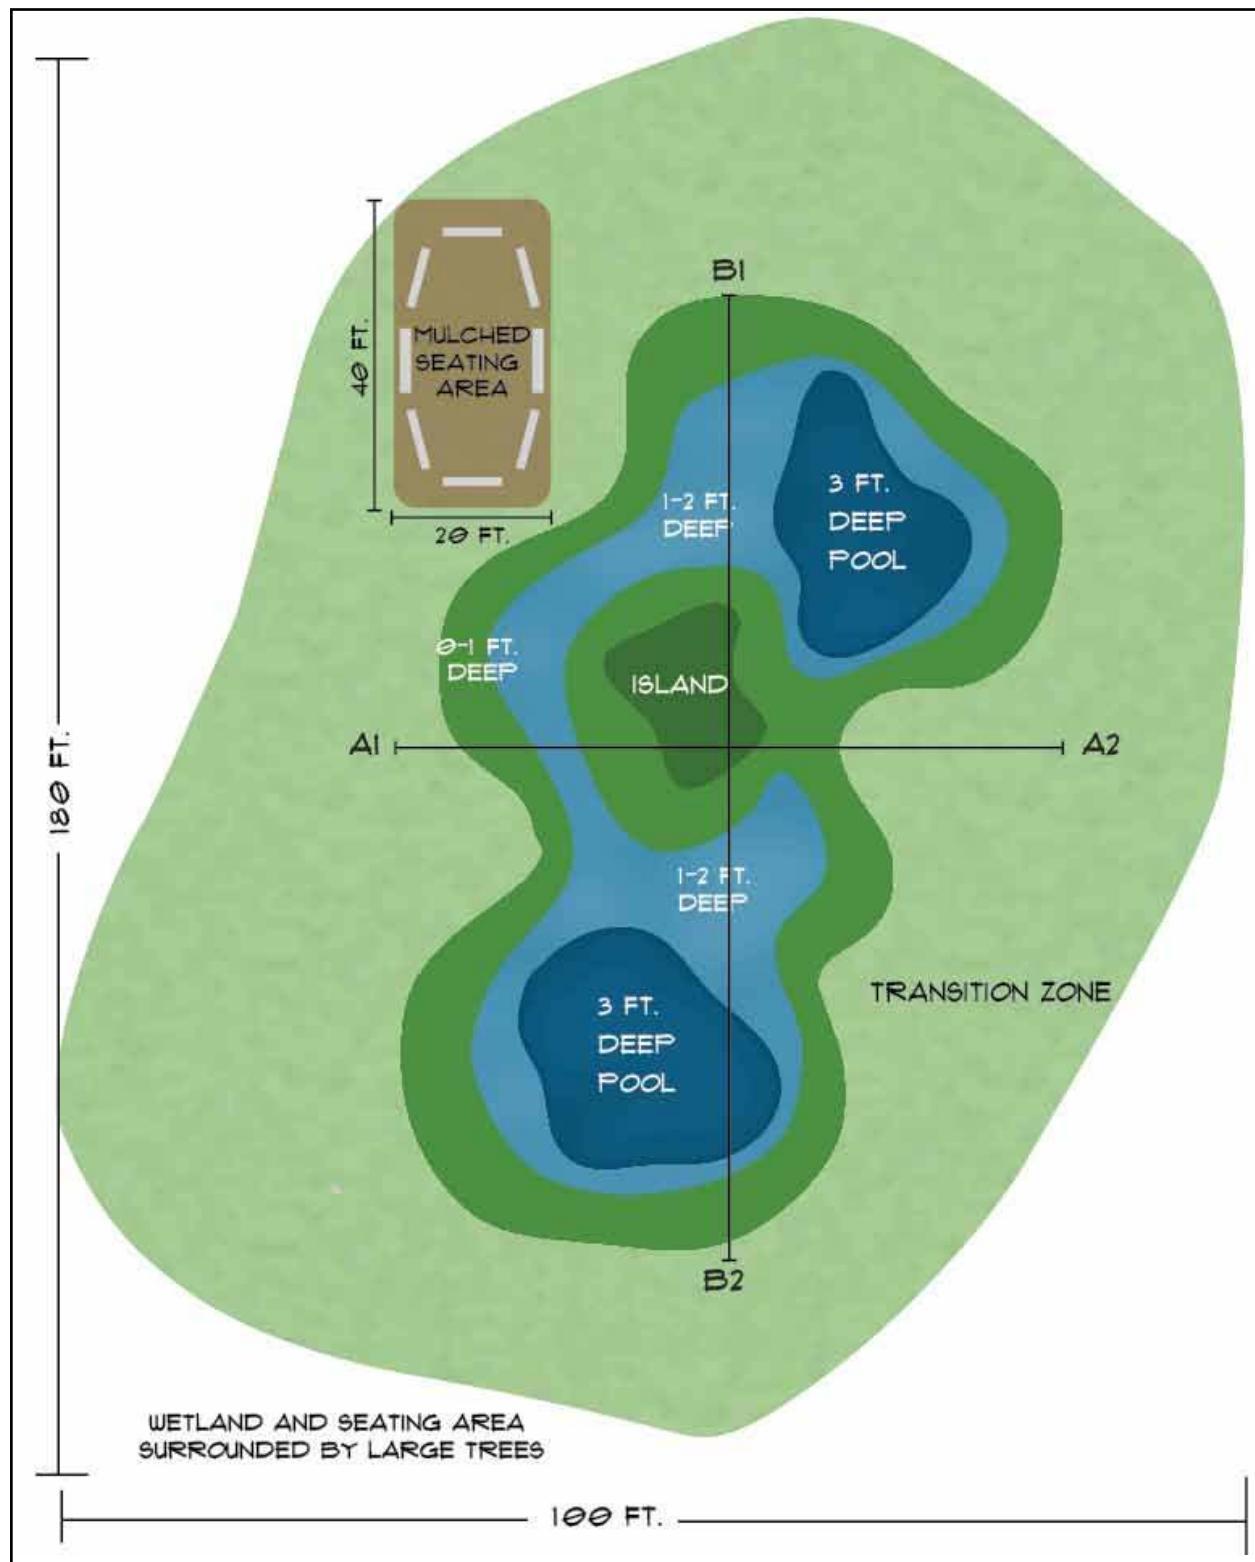 B1
MULCHED
SEATING
AREA
40 FT.
20 FT.
1-2 FT.
DEEP
3 FT.
DEEP
POOL
0-1 FT.
DEEP
ISLAND
A1
A2
180 FT.
1-2 FT.
DEEP
TRANSITION ZONE
3 FT.
DEEP
POOL
B2
WETLAND AND SEATING AREA
SURROUNDED BY LARGE TREES
100 FT.